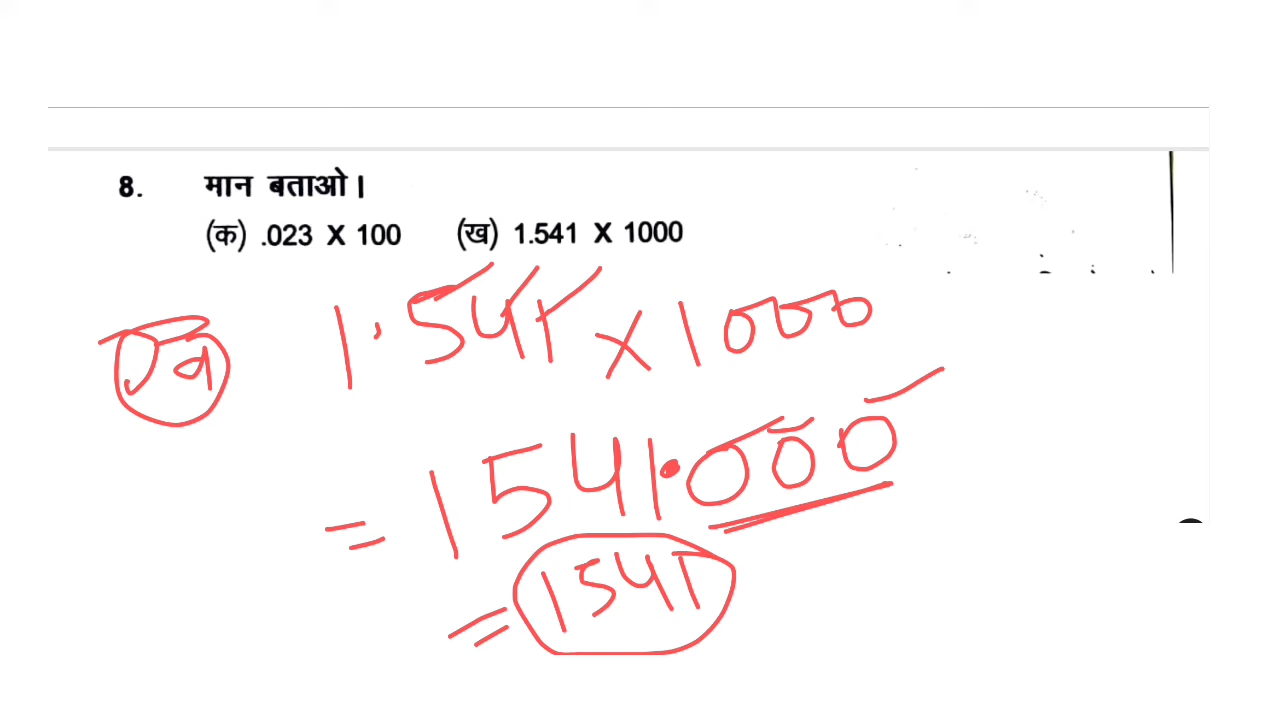 8. मान बताओ।
(क) .023 X 100 (ख) 1.541 X 1000
ख 1.541 × 1000
= 1541.000
= 1541